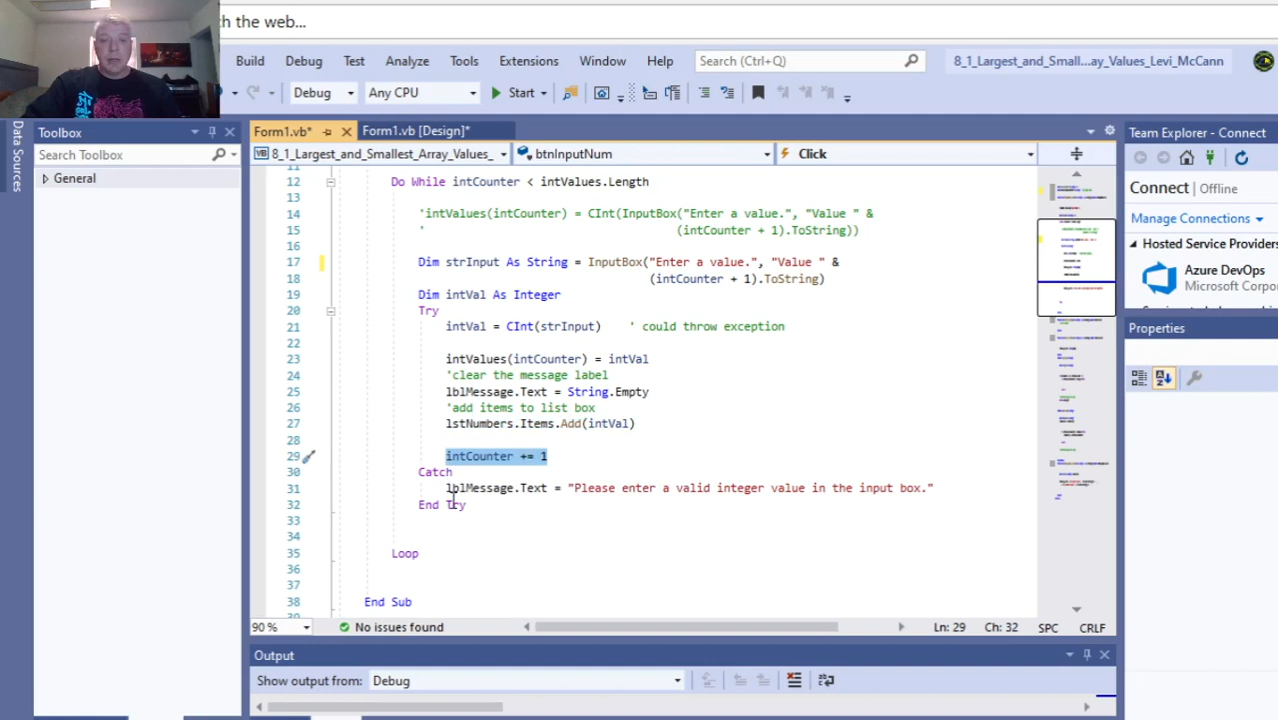 ch the web...
Build Debug Test Analyze Tools Extensions Window Help Search (Ctrl+Q) 8_1_Largest_and_Small...ay_Values_Levi_McCann
Debug Any CPU Start
Data Sources
Toolbox
Search Toolbox
General
Form1.vb* Form1.vb [Design]*
8_1_Largest_and_Smallest_Array_Values_ btnInputNum Click
12 Do While intCounter < intValues.Length
13
14 'intValues(intCounter) = CInt(InputBox("Enter a value.", "Value " &
15 ' (intCounter + 1).ToString))
16
17 Dim strInput As String = InputBox("Enter a value.", "Value " &
18 (intCounter + 1).ToString)
19 Dim intVal As Integer
20 Try
21 intVal = CInt(strInput) ' could throw exception
22
23 intValues(intCounter) = intVal
24 'clear the message label
25 lblMessage.Text = String.Empty
26 'add items to list box
27 lstNumbers.Items.Add(intVal)
28
29 intCounter += 1
30 Catch
31 lblMessage.Text = "Please enter a valid integer value in the input box."
32 End Try
33
34
35 Loop
36
37
38 End Sub
90 % No issues found Ln: 29 Ch: 32 SPC CRLF
Output
Show output from: Debug
Team Explorer - Connect
Connect | Offline
Manage Connections
Hosted Service Providers
Azure DevOps
Microsoft Corpo
Properties